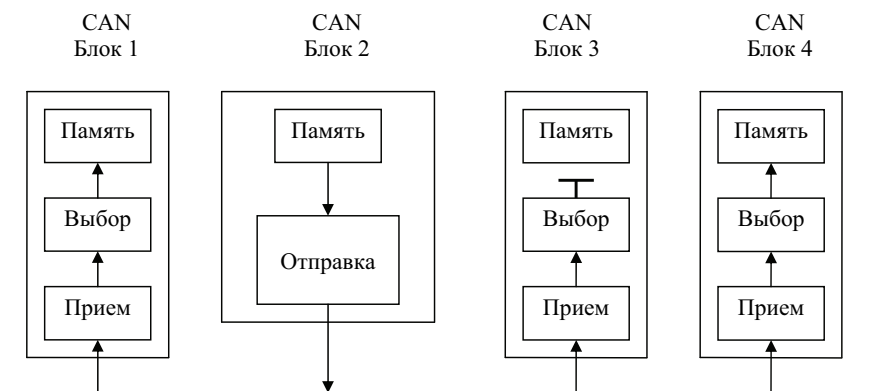 CAN
Блок 1
CAN
Блок 2
CAN
Блок 3
CAN
Блок 4
Память
Выбор
Прием
Память
Отправка
Память
Выбор
Прием
Память
Выбор
Прием